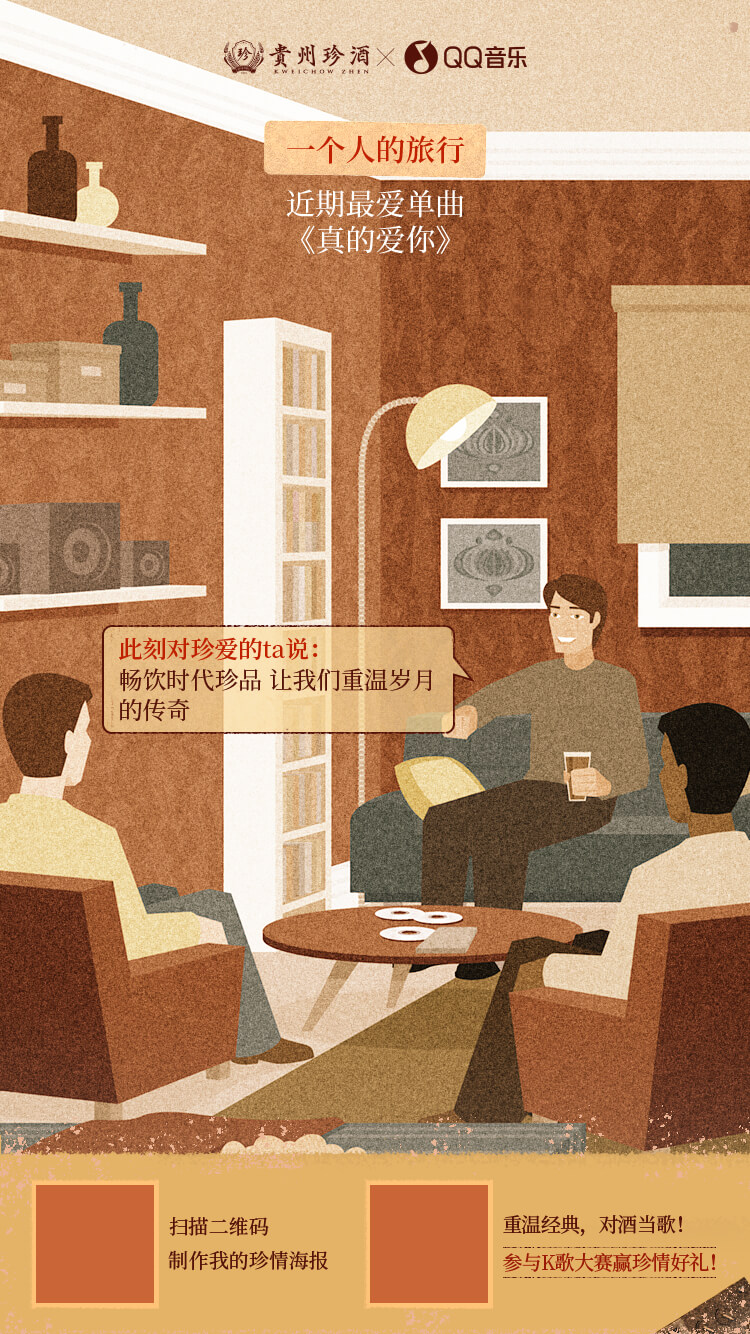 珍 貴州珍酒 × QQ音乐
KWEICHOW ZHEN
一个人的旅行
近期最爱单曲
《真的爱你》
此刻对珍爱的ta说:
畅饮时代珍品 让我们重温岁月
的传奇
扫描二维码
制作我的珍情海报
重温经典，对酒当歌！
参与K歌大赛赢珍情好礼！